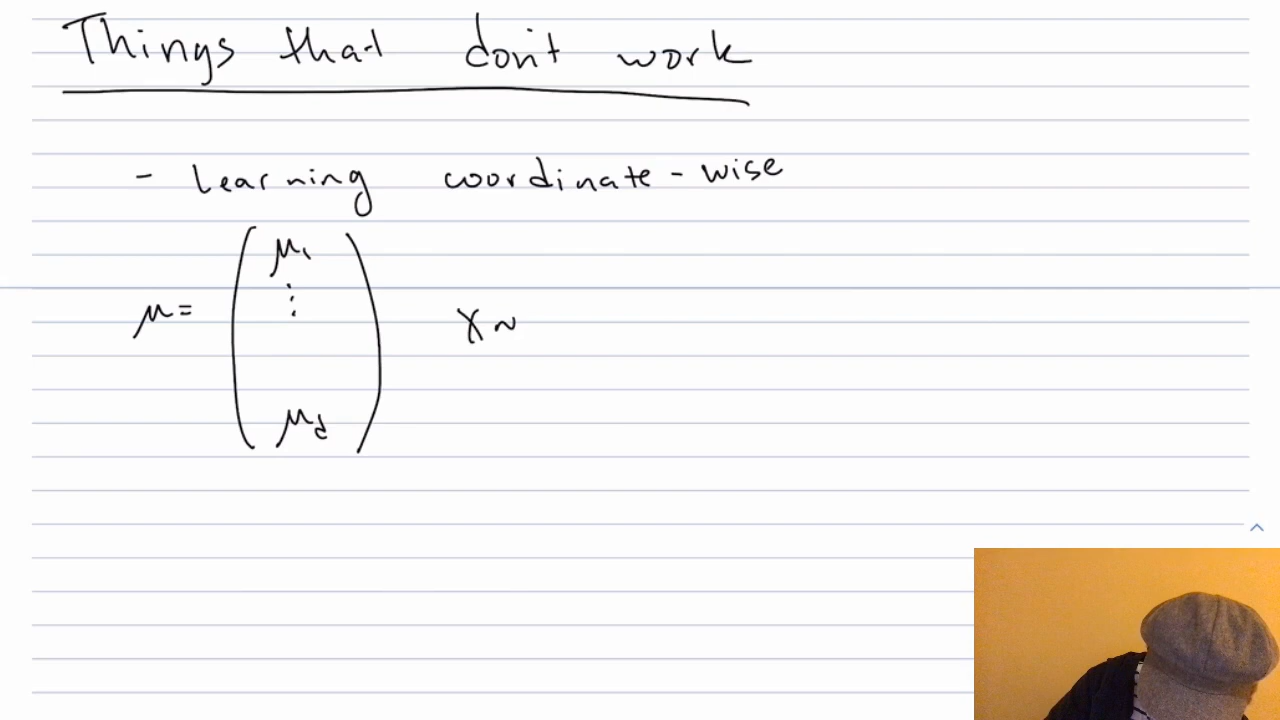 Things that don't work
- learning coordinate-wise
μ = ( μ₁ ⋮ μ_d ) X ~